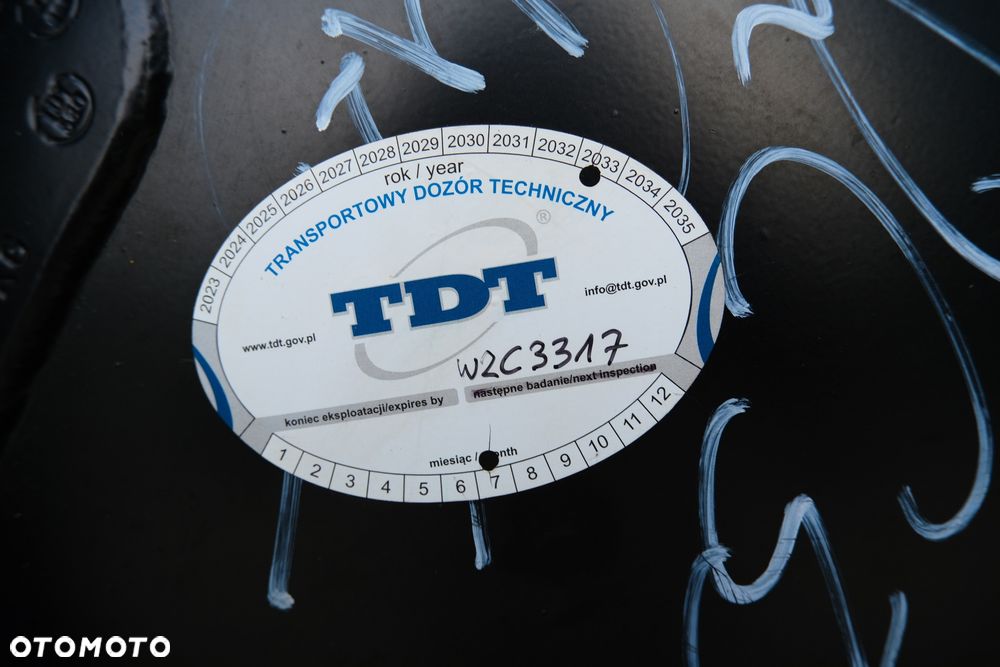 2023 2024 2025 2026 2027 2028 2029 2030 2031 2032 2033 2034 2035
rok / year
TRANSPORTOWY DOZÓR TECHNICZNY
®
TDT
www.tdt.gov.pl
info@tdt.gov.pl
W2C3317
koniec eksploatacji/expires by
następne badanie/next inspection
miesiąc /
1 2 3 4 5 6 7 8 9 10 11 12
OTOMOTO